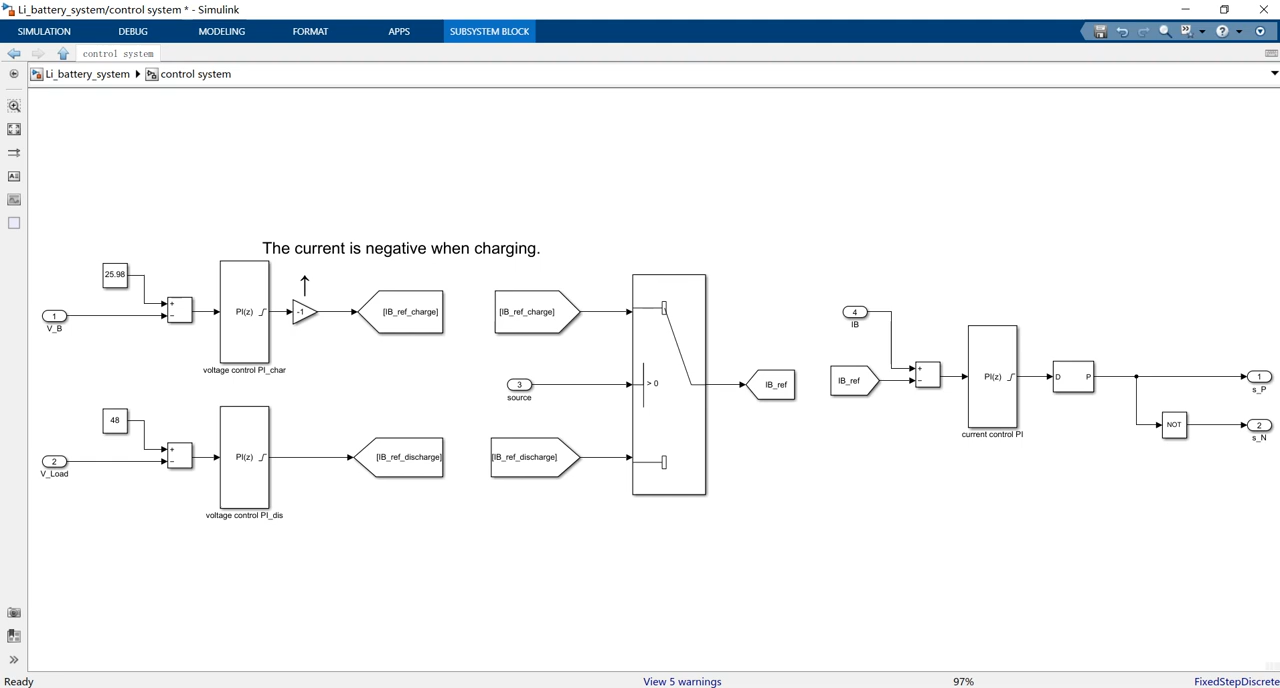 Li_battery_system/control system * - Simulink
SIMULATION DEBUG MODELING FORMAT APPS SUBSYSTEM BLOCK
control system
Li_battery_system control system
The current is negative when charging.
25.98
+
−
1
V_B
PI(z)
-1
[IB_ref_charge]
voltage control PI_char
48
+
−
2
V_Load
PI(z)
[IB_ref_discharge]
voltage control PI_dis
[IB_ref_charge]
3
source
> 0
[IB_ref_discharge]
IB_ref
4
IB
IB_ref
+
−
PI(z)
current control PI
D P
1
s_P
NOT
2
s_N
Ready View 5 warnings 97% FixedStepDiscrete